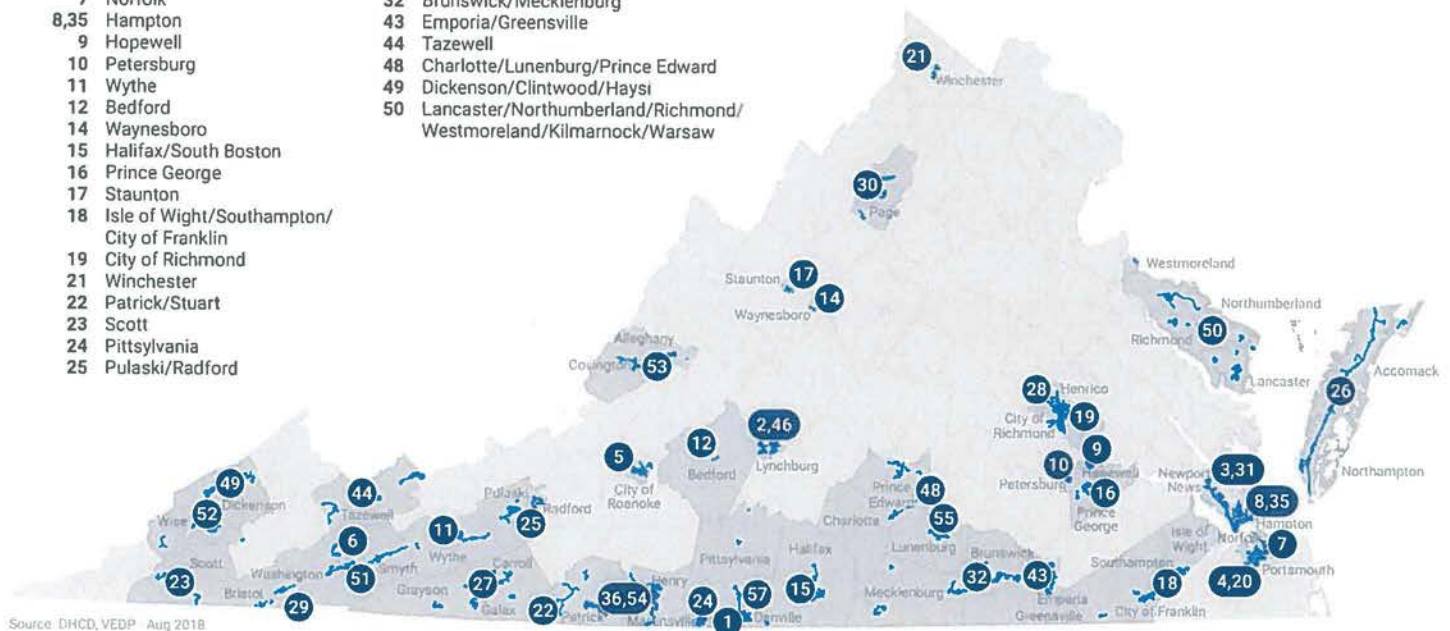 7 Norfolk
8,35 Hampton
9 Hopewell
10 Petersburg
11 Wythe
12 Bedford
14 Waynesboro
15 Halifax/South Boston
16 Prince George
17 Staunton
18 Isle of Wight/Southampton/
City of Franklin
19 City of Richmond
21 Winchester
22 Patrick/Stuart
23 Scott
24 Pittsylvania
25 Pulaski/Radford
32 Brunswick/Mecklenburg
43 Emporia/Greensville
44 Tazewell
48 Charlotte/Lunenburg/Prince Edward
49 Dickenson/Clintwood/Haysi
50 Lancaster/Northumberland/Richmond/
Westmoreland/Kilmarnock/Warsaw
21
Winchester
30
Page
Staunton
17
14
Waynesboro
Westmoreland
Northumberland
50
Richmond
Lancaster
Accomack
26
Northampton
Alleghany
Covington
53
28
Henrico
City of
Richmond
19
9
Hopewell
10
Petersburg
16
Prince
George
2,46
Lynchburg
12
Bedford
5
City of
Roanoke
Newport
News
3,31
8,35
Hampton
Norfolk
7
Portsmouth
4,20
Isle of
Wight
Southampton
18
City of Franklin
49
Dickenson
52
Wise
44
Tazewell
Pulaski
Radford
25
11
Wythe
6
51
Smyth
Washington
Scott
23
Bristol
29
Grayson
Carroll
27
Galax
22
Patrick
36,54
Henry
Martinsville
Pittsylvania
24
1
57
Danville
Halifax
15
Charlotte
Prince
Edward
48
55
Lunenburg
Brunswick
Mecklenburg
32
43
Emporia
Greensville
Source: DHCD, VEDP Aug 2018